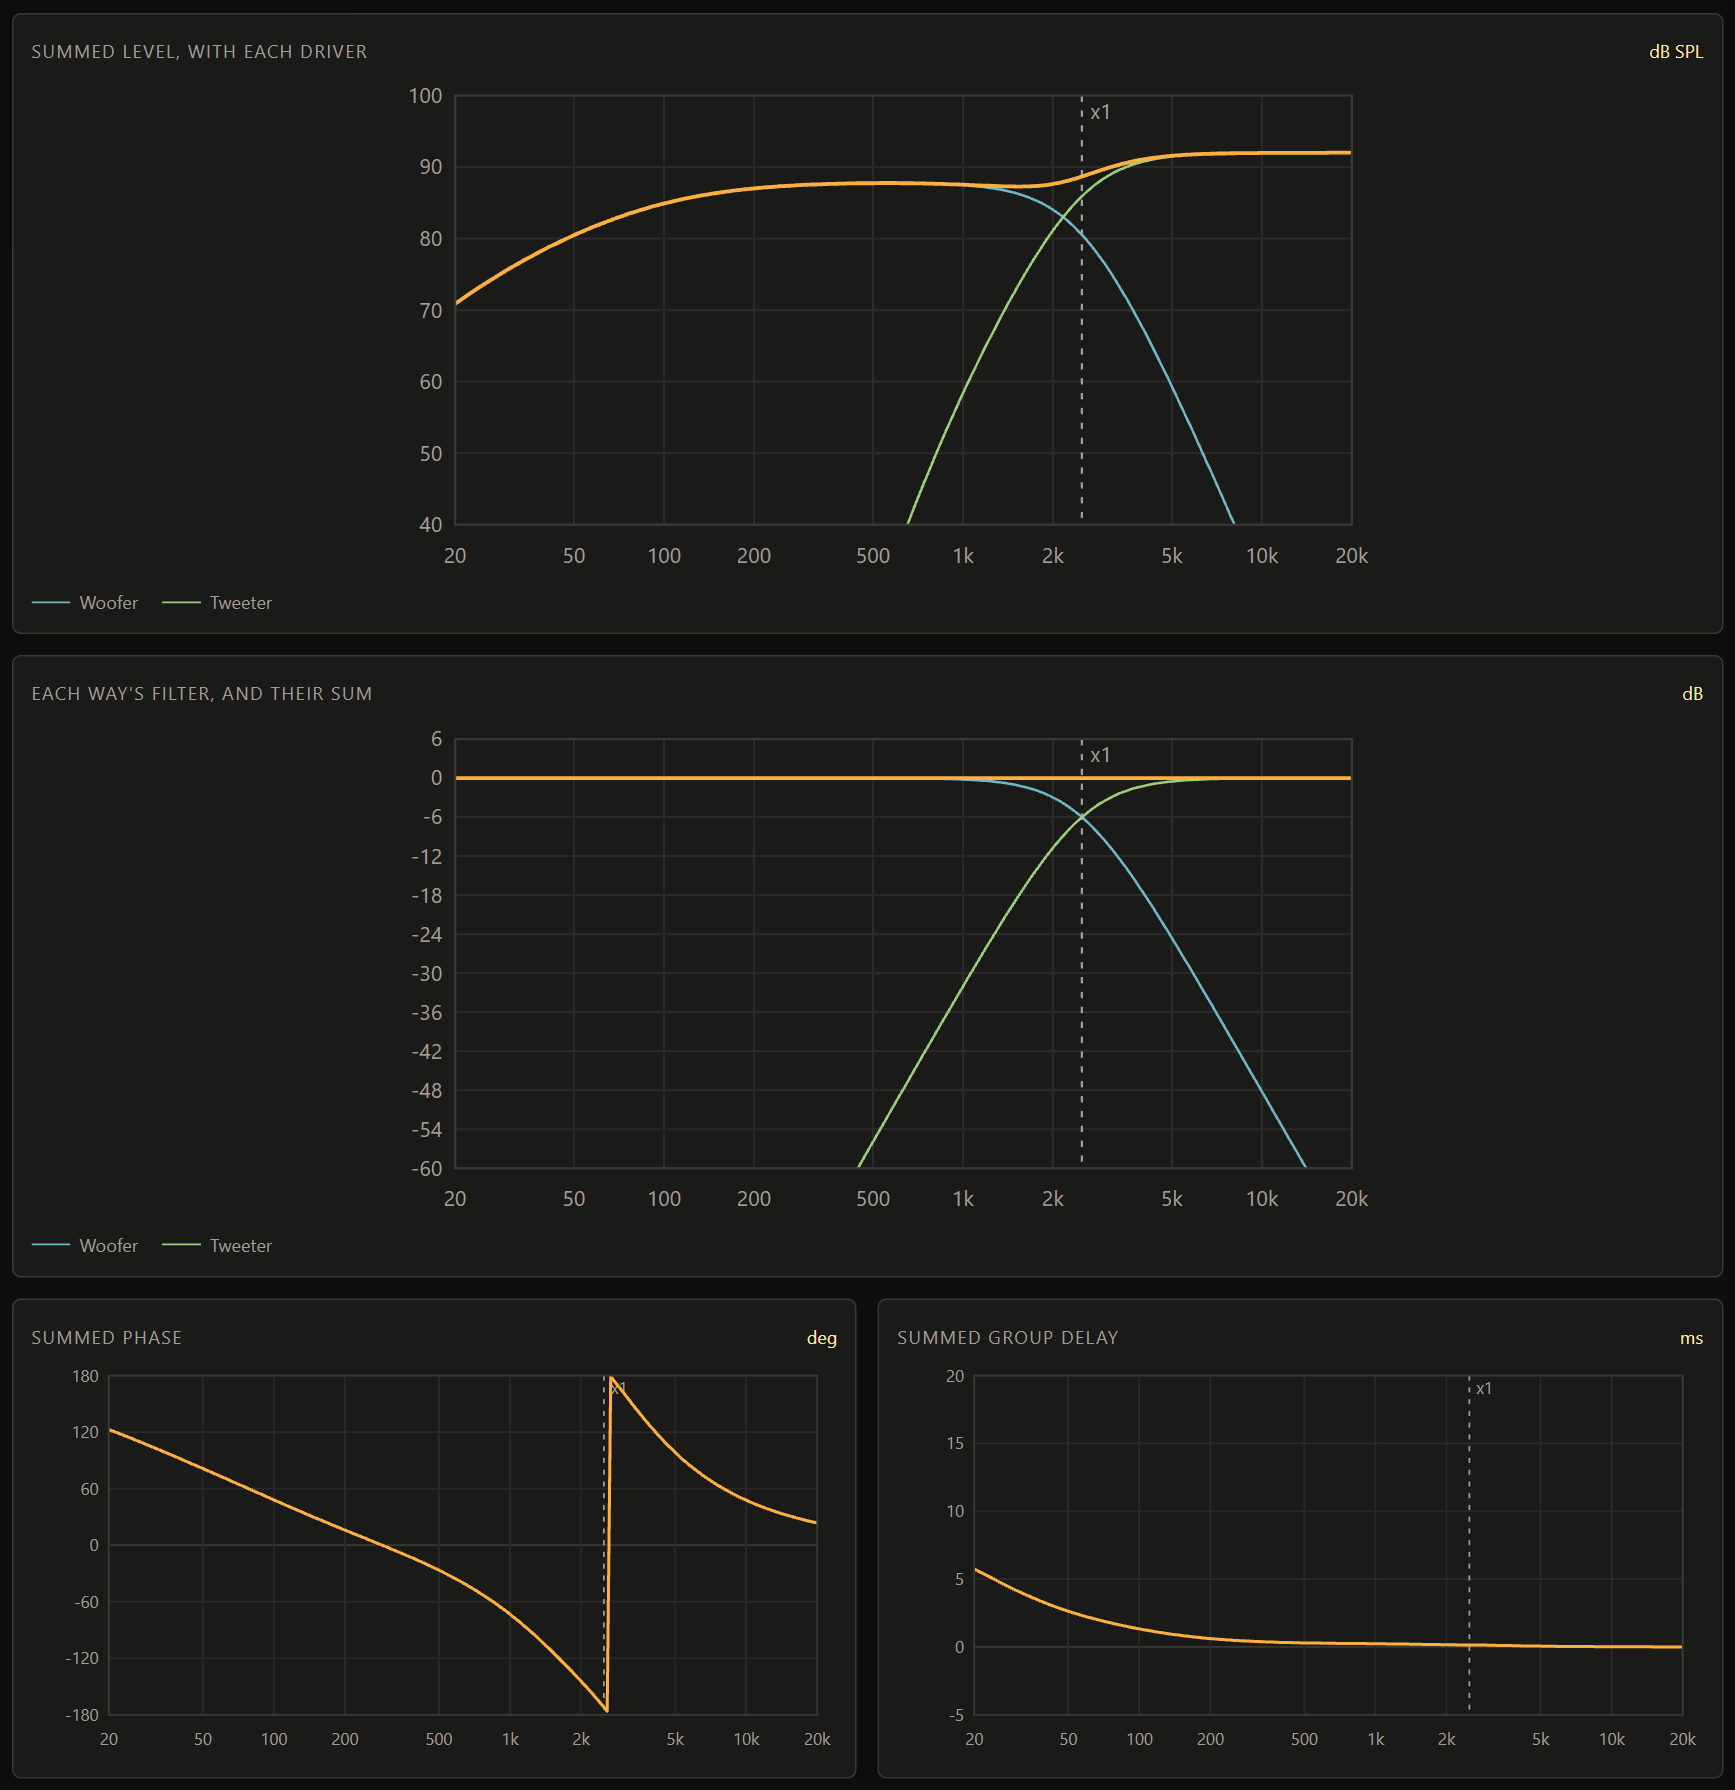 SUMMED LEVEL, WITH EACH DRIVER dB SPL
100
x1
90
80
70
60
50
40
20 50 100 200 500 1k 2k 5k 10k 20k
Woofer Tweeter
EACH WAY'S FILTER, AND THEIR SUM dB
6
x1
0
-6
-12
-18
-24
-30
-36
-42
-48
-54
-60
20 50 100 200 500 1k 2k 5k 10k 20k
Woofer Tweeter
SUMMED PHASE deg
180
x1
120
60
0
-60
-120
-180
20 50 100 200 500 1k 2k 5k 10k 20k
SUMMED GROUP DELAY ms
20
x1
15
10
5
0
-5
20 50 100 200 500 1k 2k 5k 10k 20k